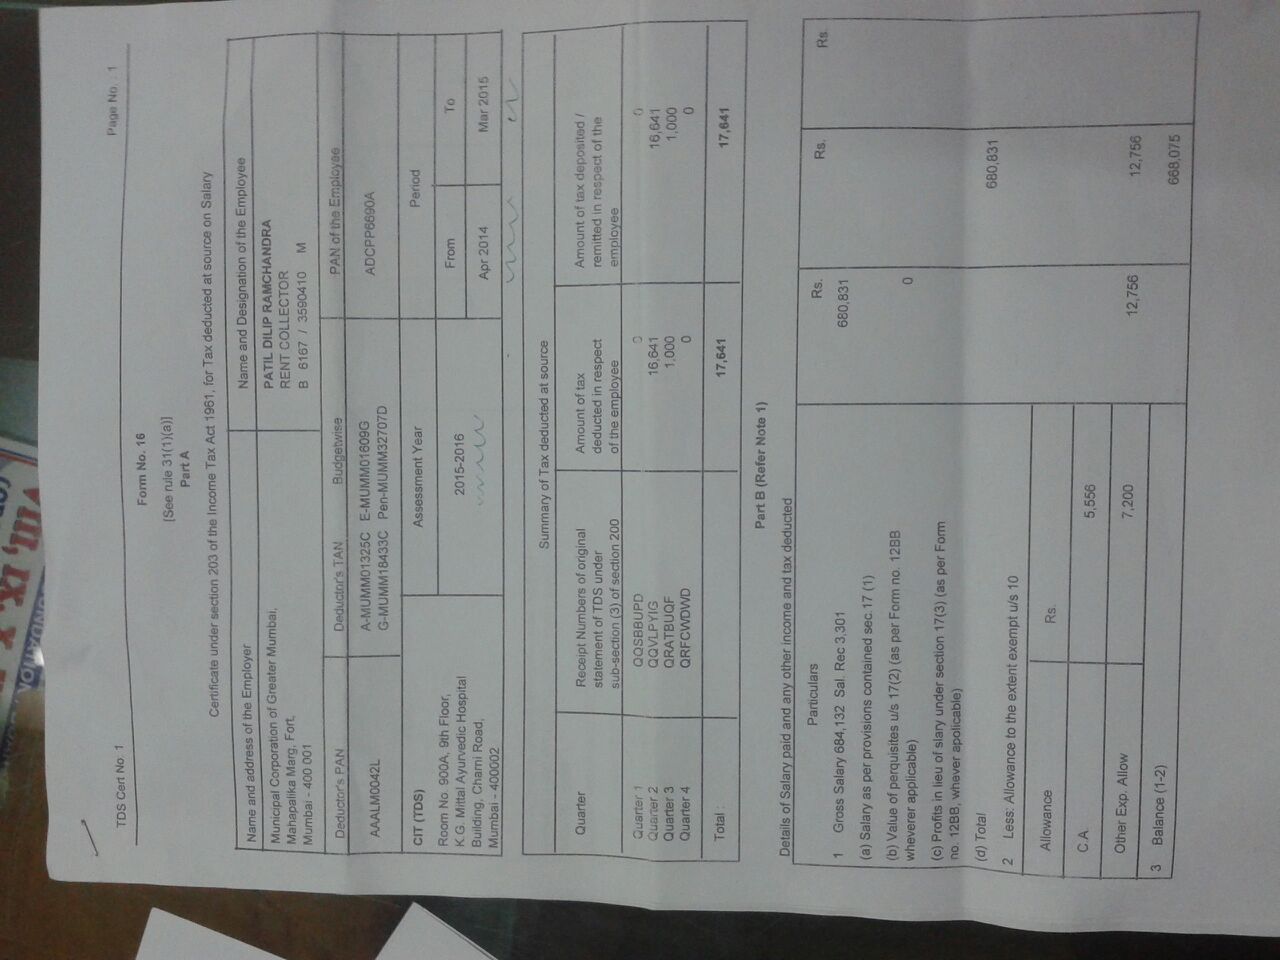 VIII, IX, X
TDS Cert No. 1
Page No. : 1
Form No. 16
[See rule 31(1)(a)]
Part A
Certificate under section 203 of the Income Tax Act 1961, for Tax deducted at source on Salary
Name and address of the Employer
Name and Designation of the Employee
Municipal Corporation of Greater Mumbai,
Mahapalika Marg, Fort,
Mumbai - 400 001
PATIL DILIP RAMCHANDRA
RENT COLLECTOR
B 6167 / 3590410 M
Deductor's PAN
Deductor's TAN Budgetwise
PAN of the Employee
AAALM0042L
A-MUMM01325C E-MUMM01609G
G-MUMM18433C Pen-MUMM32707D
ADCPP6690A
CIT (TDS)
Room No. 900A, 9th Floor,
K.G. Mittal Ayurvedic Hospital
Building, Charni Road,
Mumbai - 400002
Assessment Year
2015-2016
Period
From To
Apr 2014 Mar 2015
Summary of Tax deducted at source
Quarter
Receipt Numbers of original
statement of TDS under
sub-section (3) of section 200
Amount of tax
deducted in respect
of the employee
Amount of tax deposited /
remitted in respect of the
employee
Quarter 1 QQSBBUPD 0 0
Quarter 2 QQVLPYIG 16,641 16,641
Quarter 3 QRATBUQF 1,000 1,000
Quarter 4 QRFCWDWD 0 0
Total : 17,641 17,641
Part B (Refer Note 1)
Details of Salary paid and any other income and tax deducted
Particulars Rs. Rs. Rs.
1 Gross Salary 684,132 Sal. Rec 3,301 680,831
(a) Salary as per provisions contained sec.17 (1)
(b) Value of perquisites u/s 17(2) (as per Form no. 12BB
wheverer applicable) 0
(c) Profits in lieu of slary under section 17(3) (as per Form
no. 12BB, whever apolicable)
(d) Total 680,831
2 Less: Allowance to the extent exempt u/s 10
Allowance Rs.
C.A. 5,556
Other Exp. Allow 7,200 12,756 12,756
3 Balance (1-2) 668,075